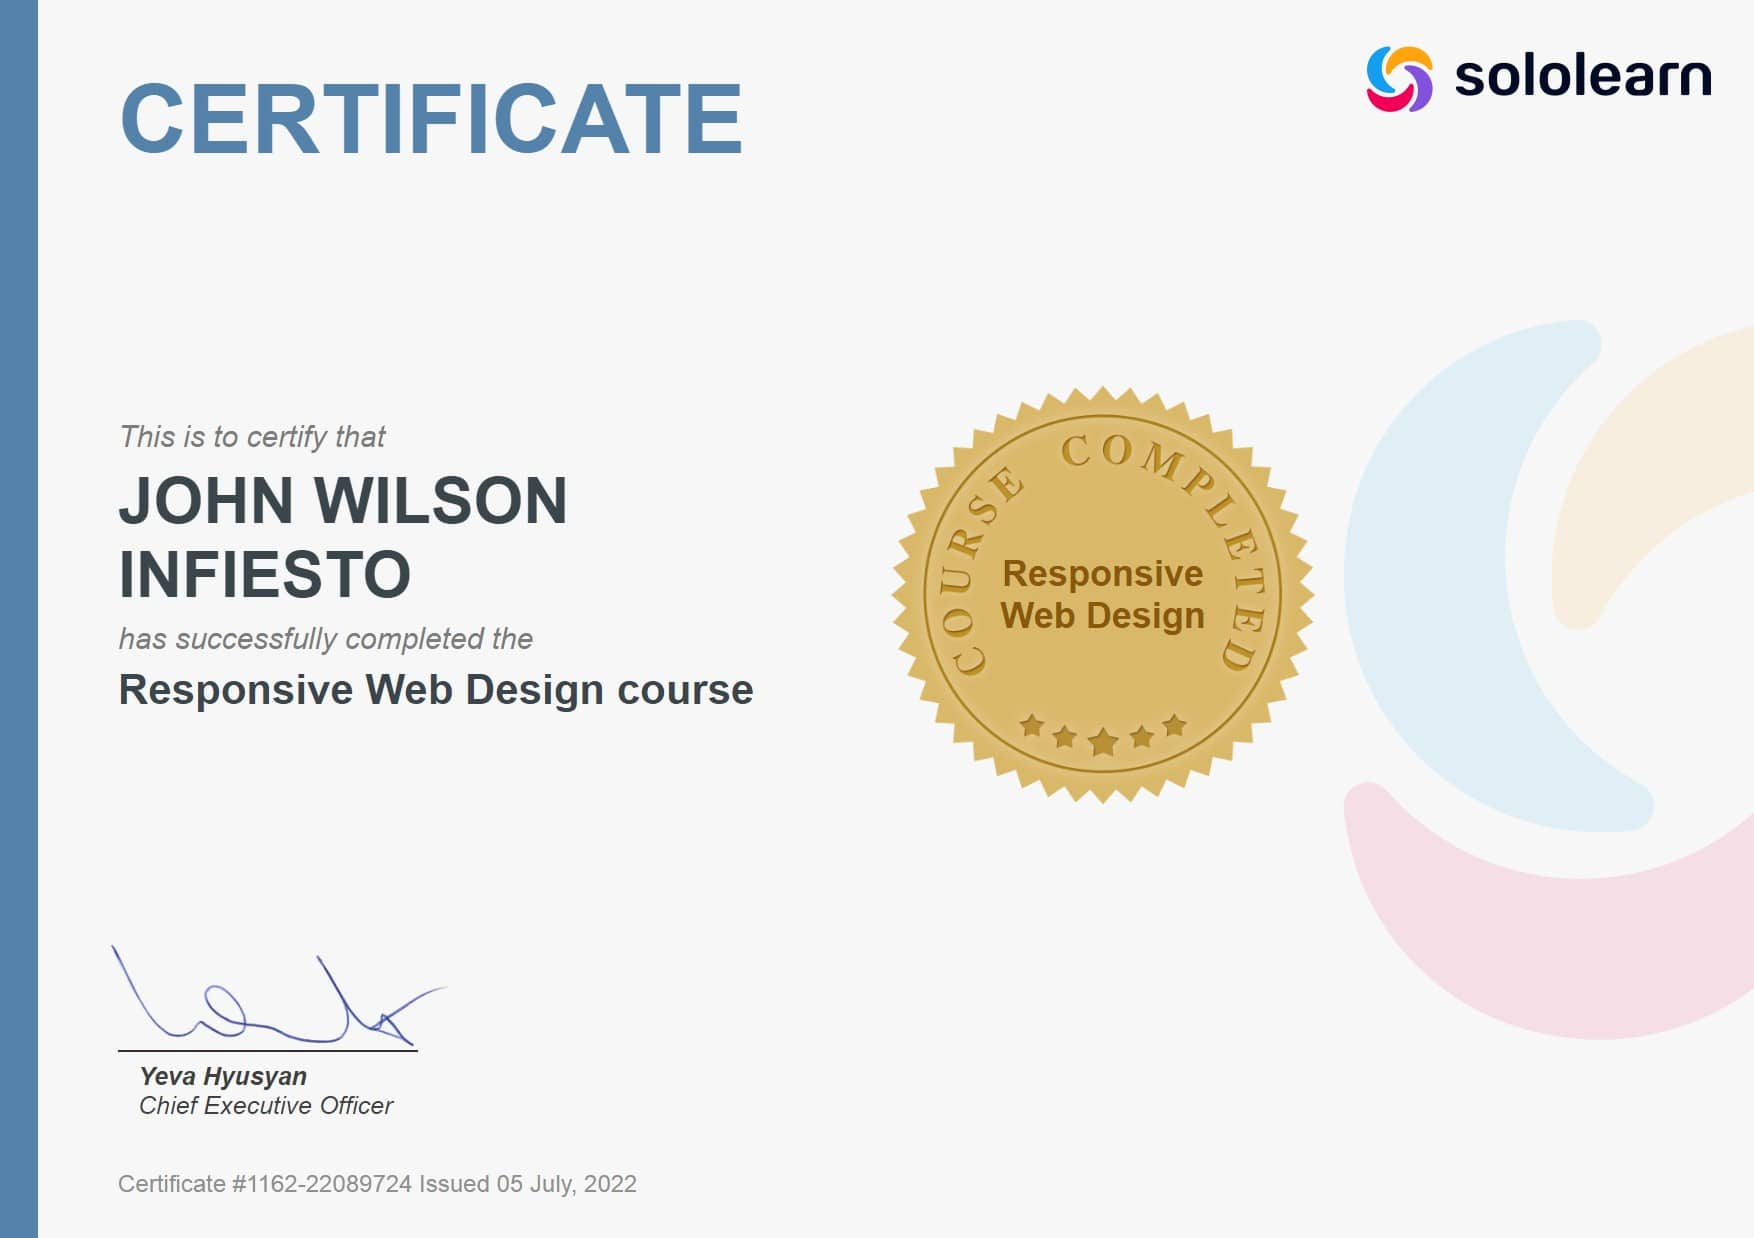 CERTIFICATE
sololearn
This is to certify that
JOHN WILSON
INFIESTO
has successfully completed the
Responsive Web Design course
COURSE COMPLETED
Responsive
Web Design
Yeva Hyusyan
Chief Executive Officer
Certificate #1162-22089724 Issued 05 July, 2022